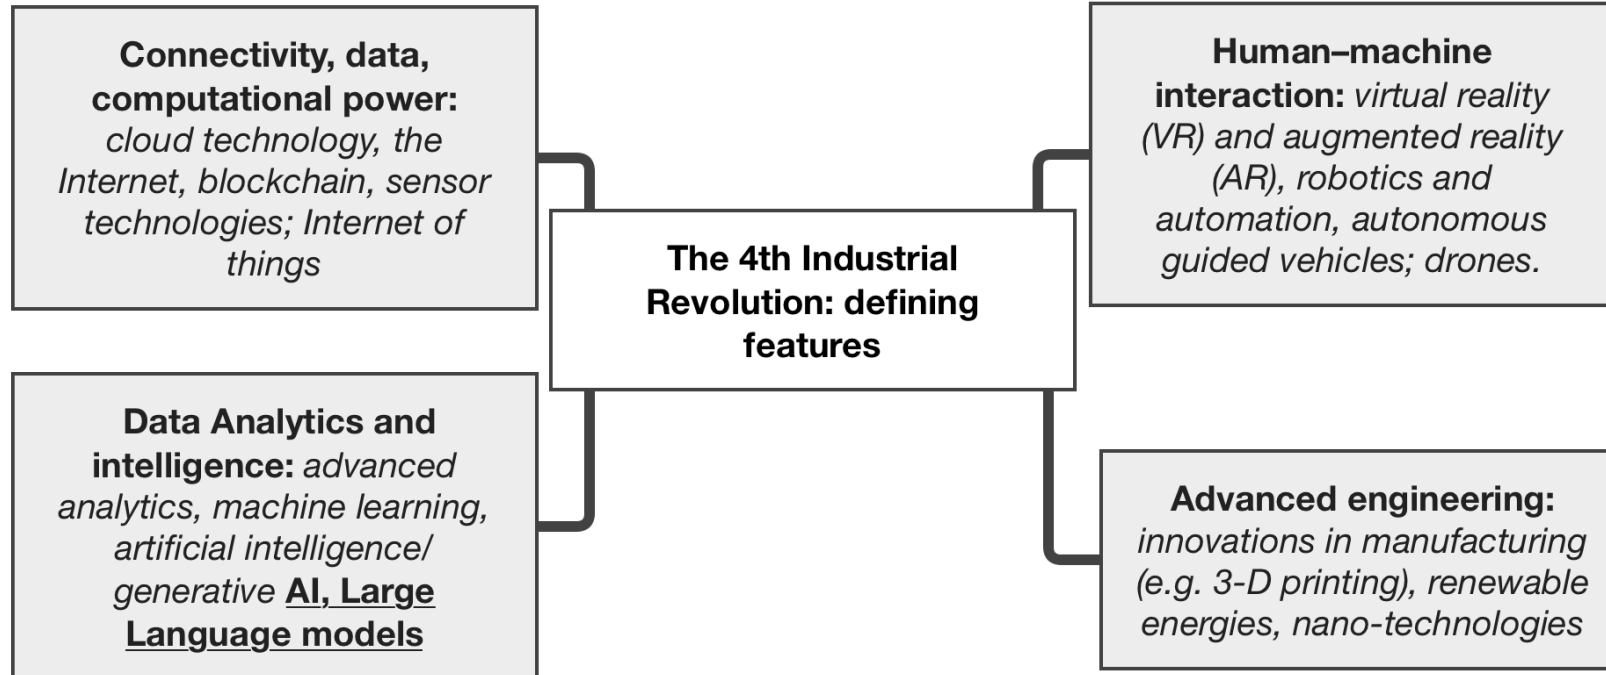 Connectivity, data,
computational power:
cloud technology, the
Internet, blockchain, sensor
technologies; Internet of
things
Human–machine
interaction: virtual reality
(VR) and augmented reality
(AR), robotics and
automation, autonomous
guided vehicles; drones.
The 4th Industrial
Revolution: defining
features
Data Analytics and
intelligence: advanced
analytics, machine learning,
artificial intelligence/
generative AI, Large
Language models
Advanced engineering:
innovations in manufacturing
(e.g. 3-D printing), renewable
energies, nano-technologies